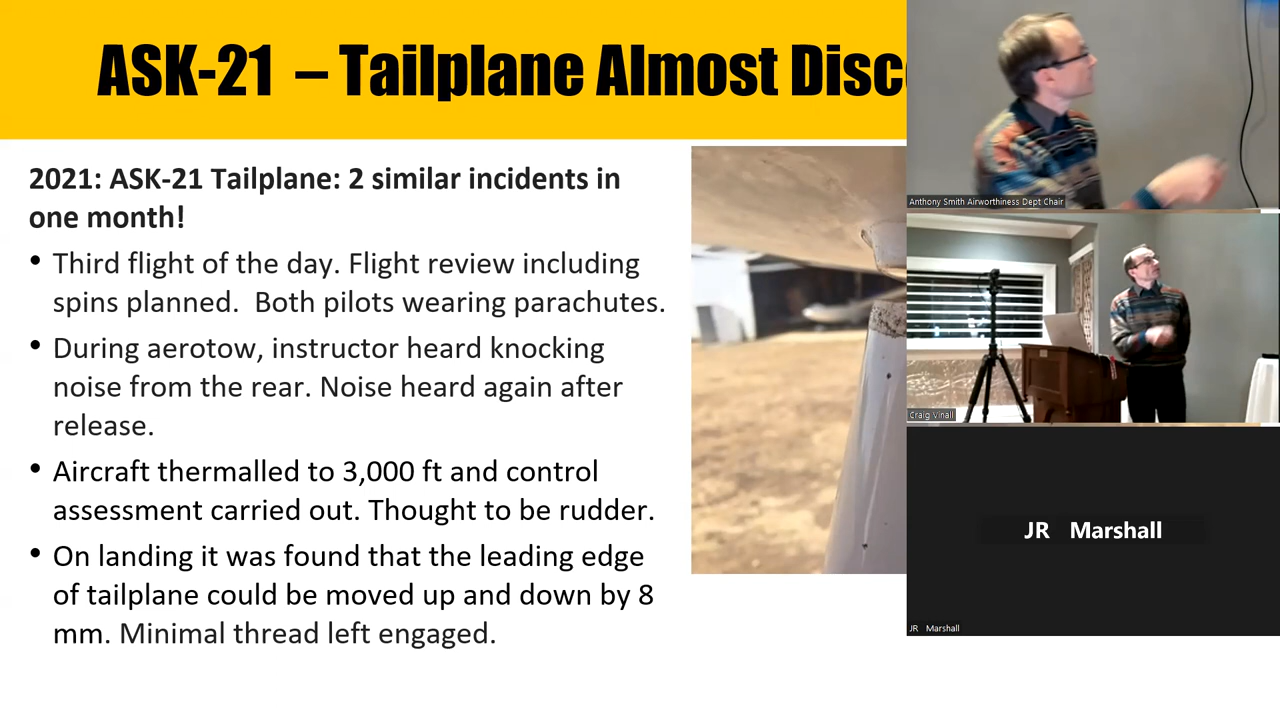 ASK-21 – Tailplane Almost Disc
2021: ASK-21 Tailplane: 2 similar incidents in
one month!
• Third flight of the day. Flight review including
spins planned. Both pilots wearing parachutes.
• During aerotow, instructor heard knocking
noise from the rear. Noise heard again after
release.
• Aircraft thermalled to 3,000 ft and control
assessment carried out. Thought to be rudder.
• On landing it was found that the leading edge
of tailplane could be moved up and down by 8
mm. Minimal thread left engaged.
Anthony Smith Airworthiness Dept Chair
Craig Vinall
JR Marshall
JR Marshall